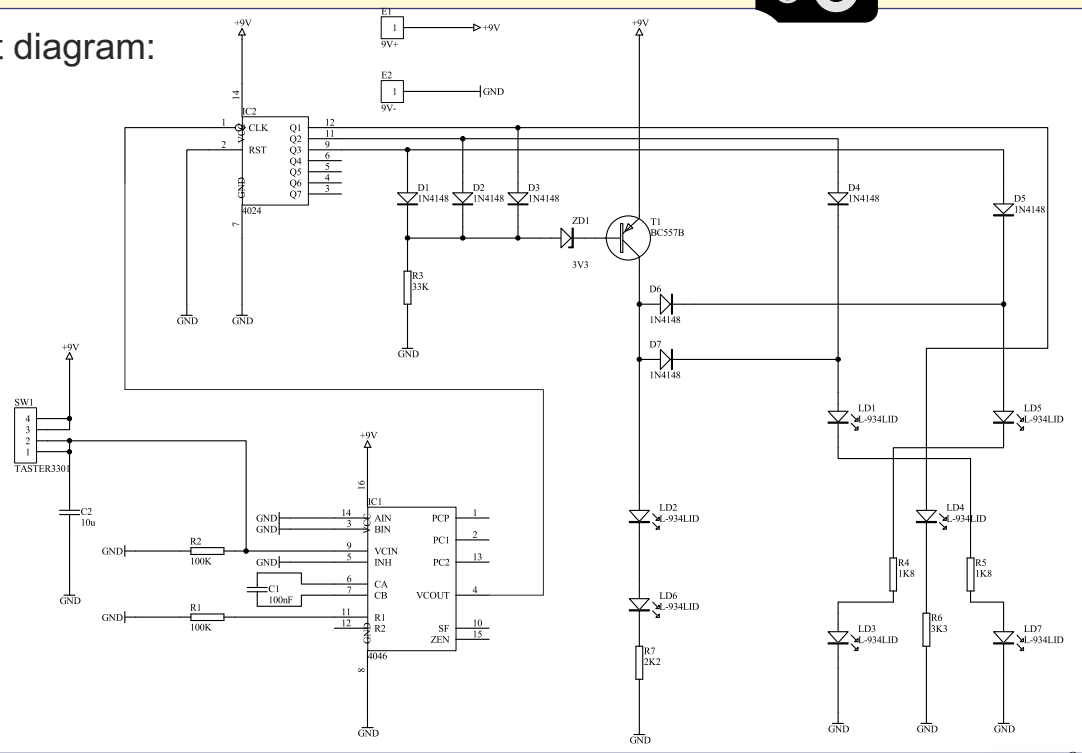 t diagram:
+9V
E1
1
9V+
+9V
E2
1
9V-
GND
+9V
14
IC2
1
CLK
VCC
2
RST
GND
Q1
12
Q2
11
Q3
9
Q4
6
Q5
5
Q6
4
Q7
3
4024
7
GND
GND
D1
1N4148
D2
1N4148
D3
1N4148
ZD1
3V3
T1
BC557B
R3
33K
GND
D4
1N4148
D5
1N4148
D6
1N4148
D7
1N4148
+9V
SW1
4
3
2
1
TASTER3301
C2
10u
GND
GND
R2
100K
GND
R1
100K
+9V
16
IC1
GND
14
AIN
VCC
GND
3
BIN
9
VCIN
GND
5
INH
C1
100nF
6
CA
7
CB
11
R1
12
R2
GND
PCP
1
PC1
2
PC2
13
VCOUT
4
SF
10
ZEN
15
4046
8
GND
LD1
L-934LID
LD5
L-934LID
LD2
L-934LID
LD4
L-934LID
LD6
L-934LID
R7
2K2
GND
R4
1K8
R5
1K8
R6
3K3
LD3
L-934LID
LD7
L-934LID
GND
GND
GND